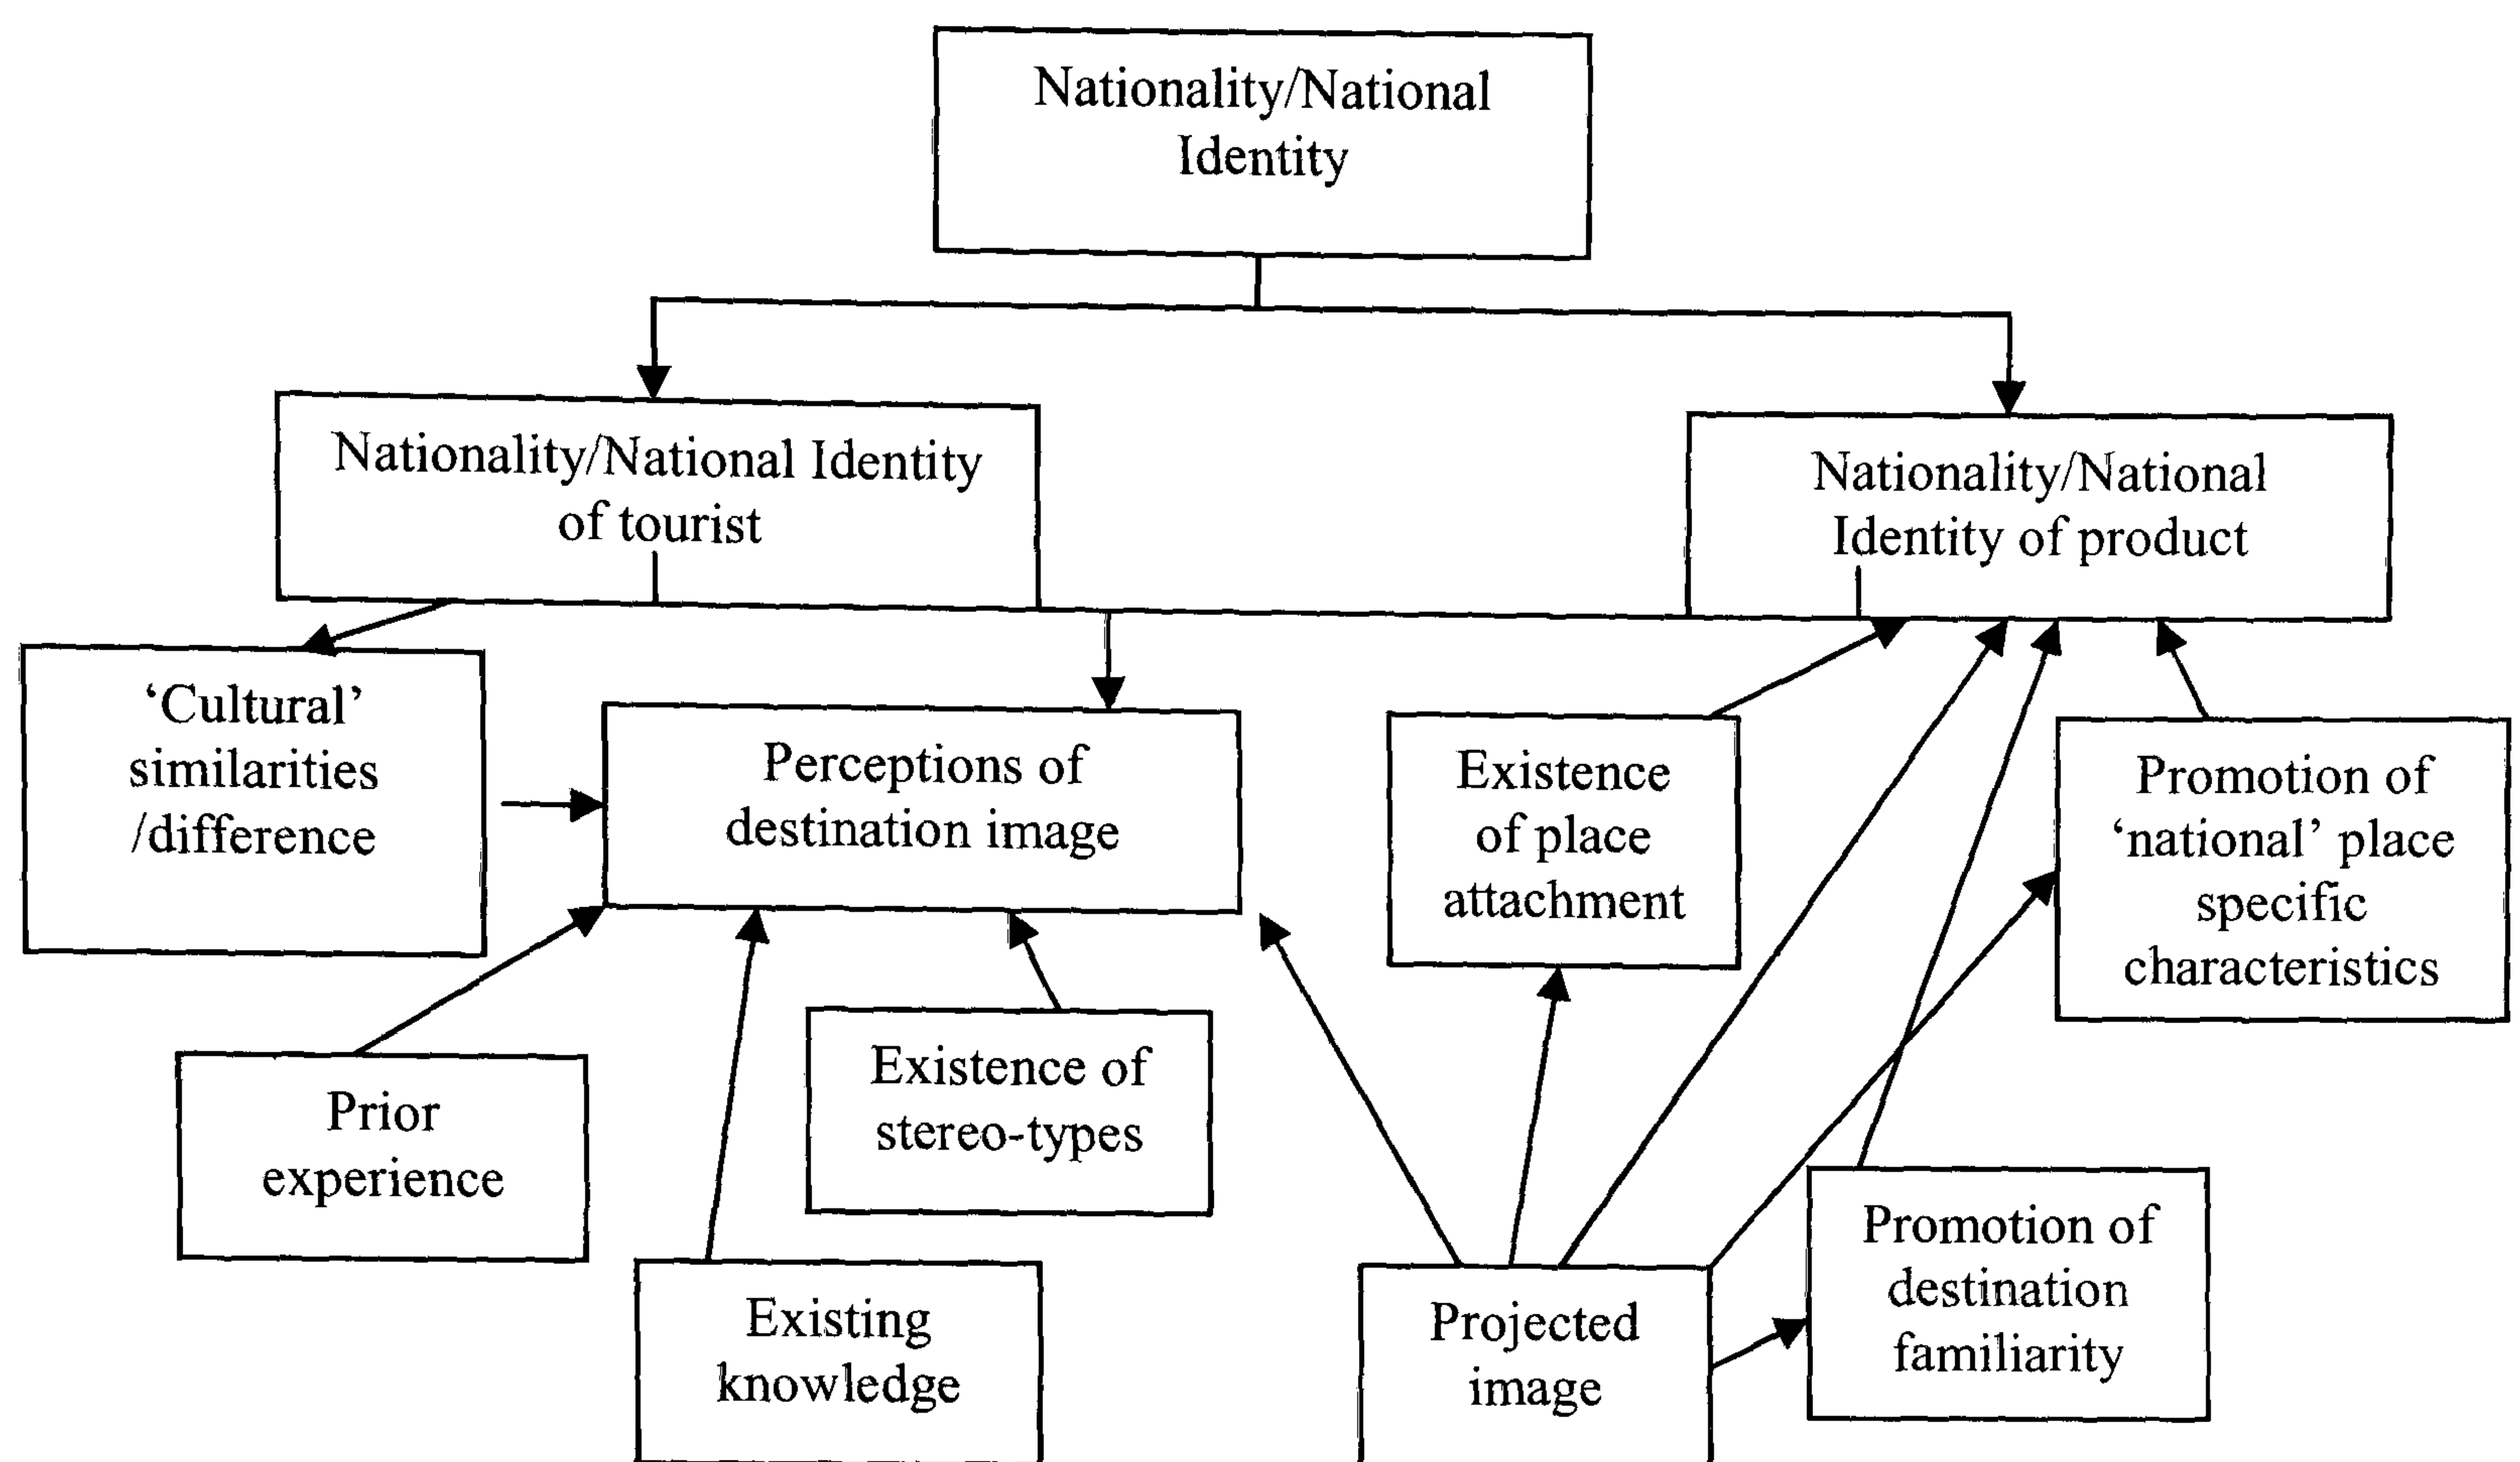 Nationality/National
Identity
Nationality/National Identity
of tourist
Nationality/National
Identity of product
‘Cultural’
similarities
/difference
Perceptions of
destination image
Existence
of place
attachment
Promotion of
‘national’ place
specific
characteristics
Prior
experience
Existence of
stereo-types
Existing
knowledge
Projected
image
Promotion of
destination
familiarity